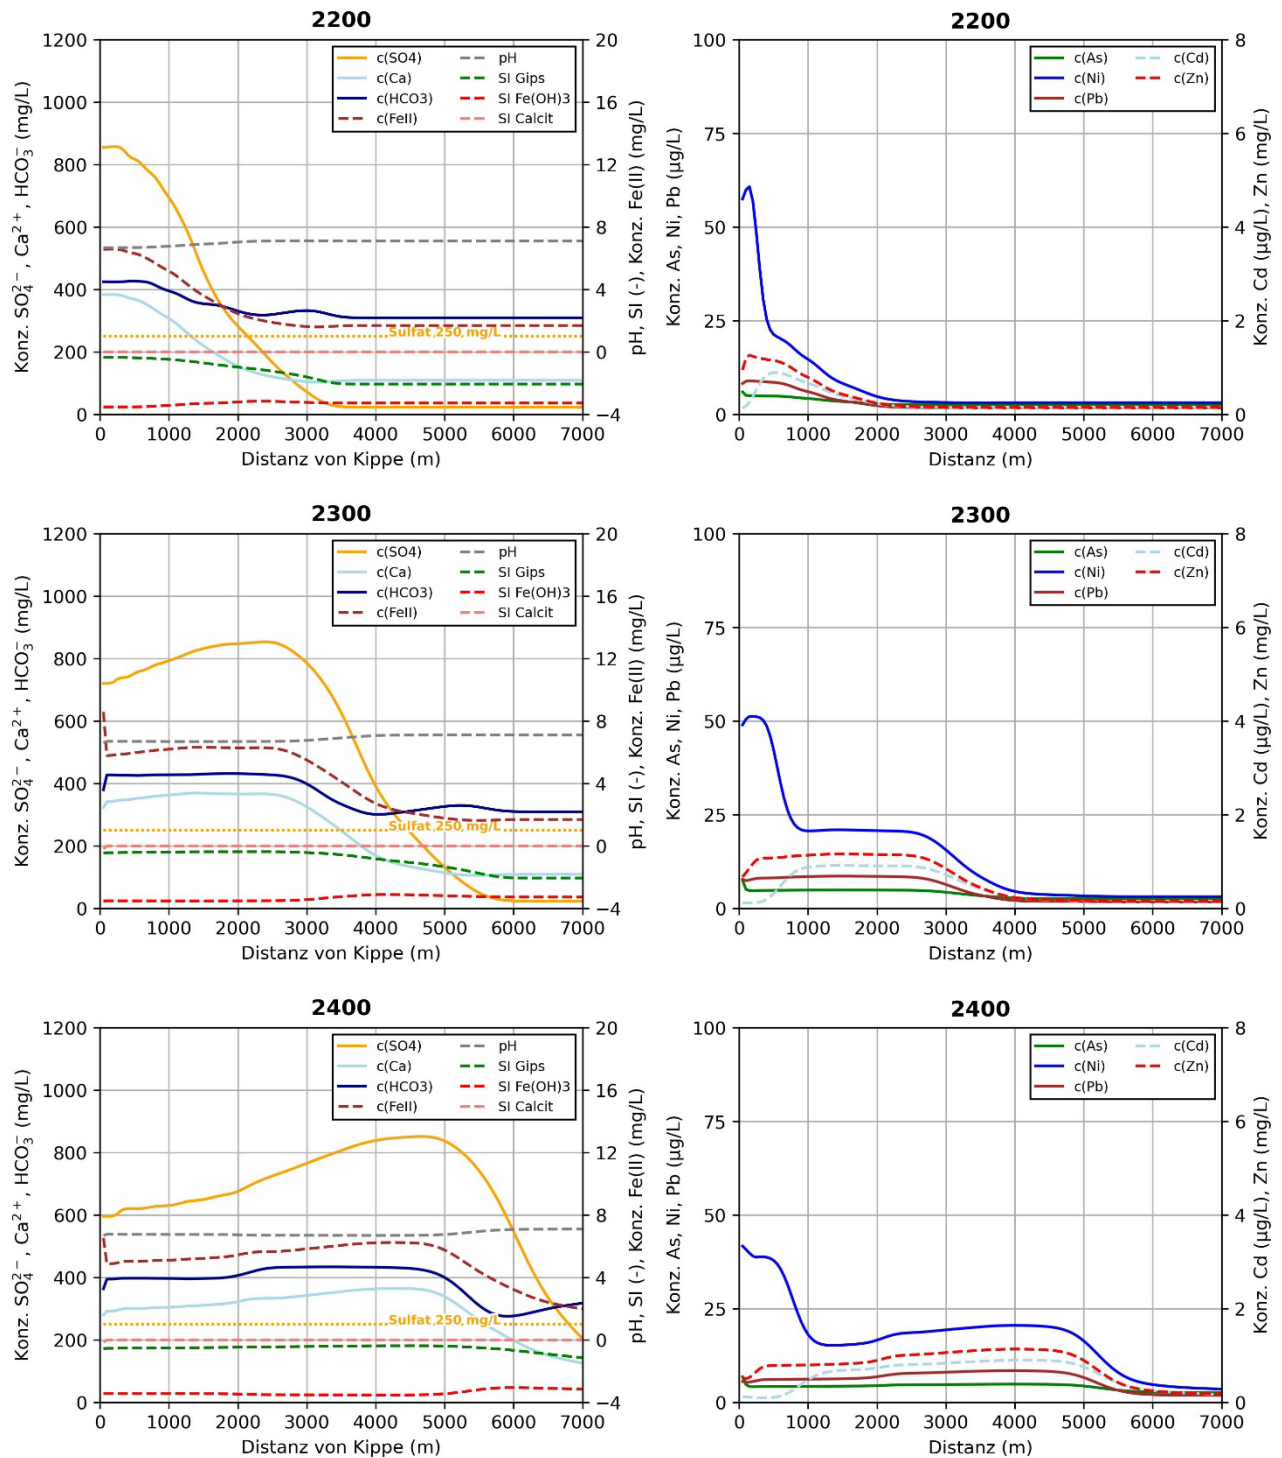 2200
1200
1000
800
600
400
200
0
Konz. SO₄²⁻, Ca²⁺, HCO₃⁻ (mg/L)
c(SO4)
c(Ca)
c(HCO3)
c(FeII)
pH
SI Gips
SI Fe(OH)3
SI Calcit
Sulfat 250 mg/L
20
16
12
8
4
0
−4
pH, SI (-), Konz. Fe(II) (mg/L)
0 1000 2000 3000 4000 5000 6000 7000
Distanz von Kippe (m)
2200
100
75
50
25
0
Konz. As, Ni, Pb (µg/L)
c(As)
c(Ni)
c(Pb)
c(Cd)
c(Zn)
8
6
4
2
0
Konz. Cd (µg/L), Zn (mg/L)
0 1000 2000 3000 4000 5000 6000 7000
Distanz (m)
2300
1200
1000
800
600
400
200
0
Konz. SO₄²⁻, Ca²⁺, HCO₃⁻ (mg/L)
c(SO4)
c(Ca)
c(HCO3)
c(FeII)
pH
SI Gips
SI Fe(OH)3
SI Calcit
Sulfat 250 mg/L
20
16
12
8
4
0
−4
pH, SI (-), Konz. Fe(II) (mg/L)
0 1000 2000 3000 4000 5000 6000 7000
Distanz von Kippe (m)
2300
100
75
50
25
0
Konz. As, Ni, Pb (µg/L)
c(As)
c(Ni)
c(Pb)
c(Cd)
c(Zn)
8
6
4
2
0
Konz. Cd (µg/L), Zn (mg/L)
0 1000 2000 3000 4000 5000 6000 7000
Distanz (m)
2400
1200
1000
800
600
400
200
0
Konz. SO₄²⁻, Ca²⁺, HCO₃⁻ (mg/L)
c(SO4)
c(Ca)
c(HCO3)
c(FeII)
pH
SI Gips
SI Fe(OH)3
SI Calcit
Sulfat 250 mg/L
20
16
12
8
4
0
−4
pH, SI (-), Konz. Fe(II) (mg/L)
0 1000 2000 3000 4000 5000 6000 7000
Distanz von Kippe (m)
2400
100
75
50
25
0
Konz. As, Ni, Pb (µg/L)
c(As)
c(Ni)
c(Pb)
c(Cd)
c(Zn)
8
6
4
2
0
Konz. Cd (µg/L), Zn (mg/L)
0 1000 2000 3000 4000 5000 6000 7000
Distanz (m)